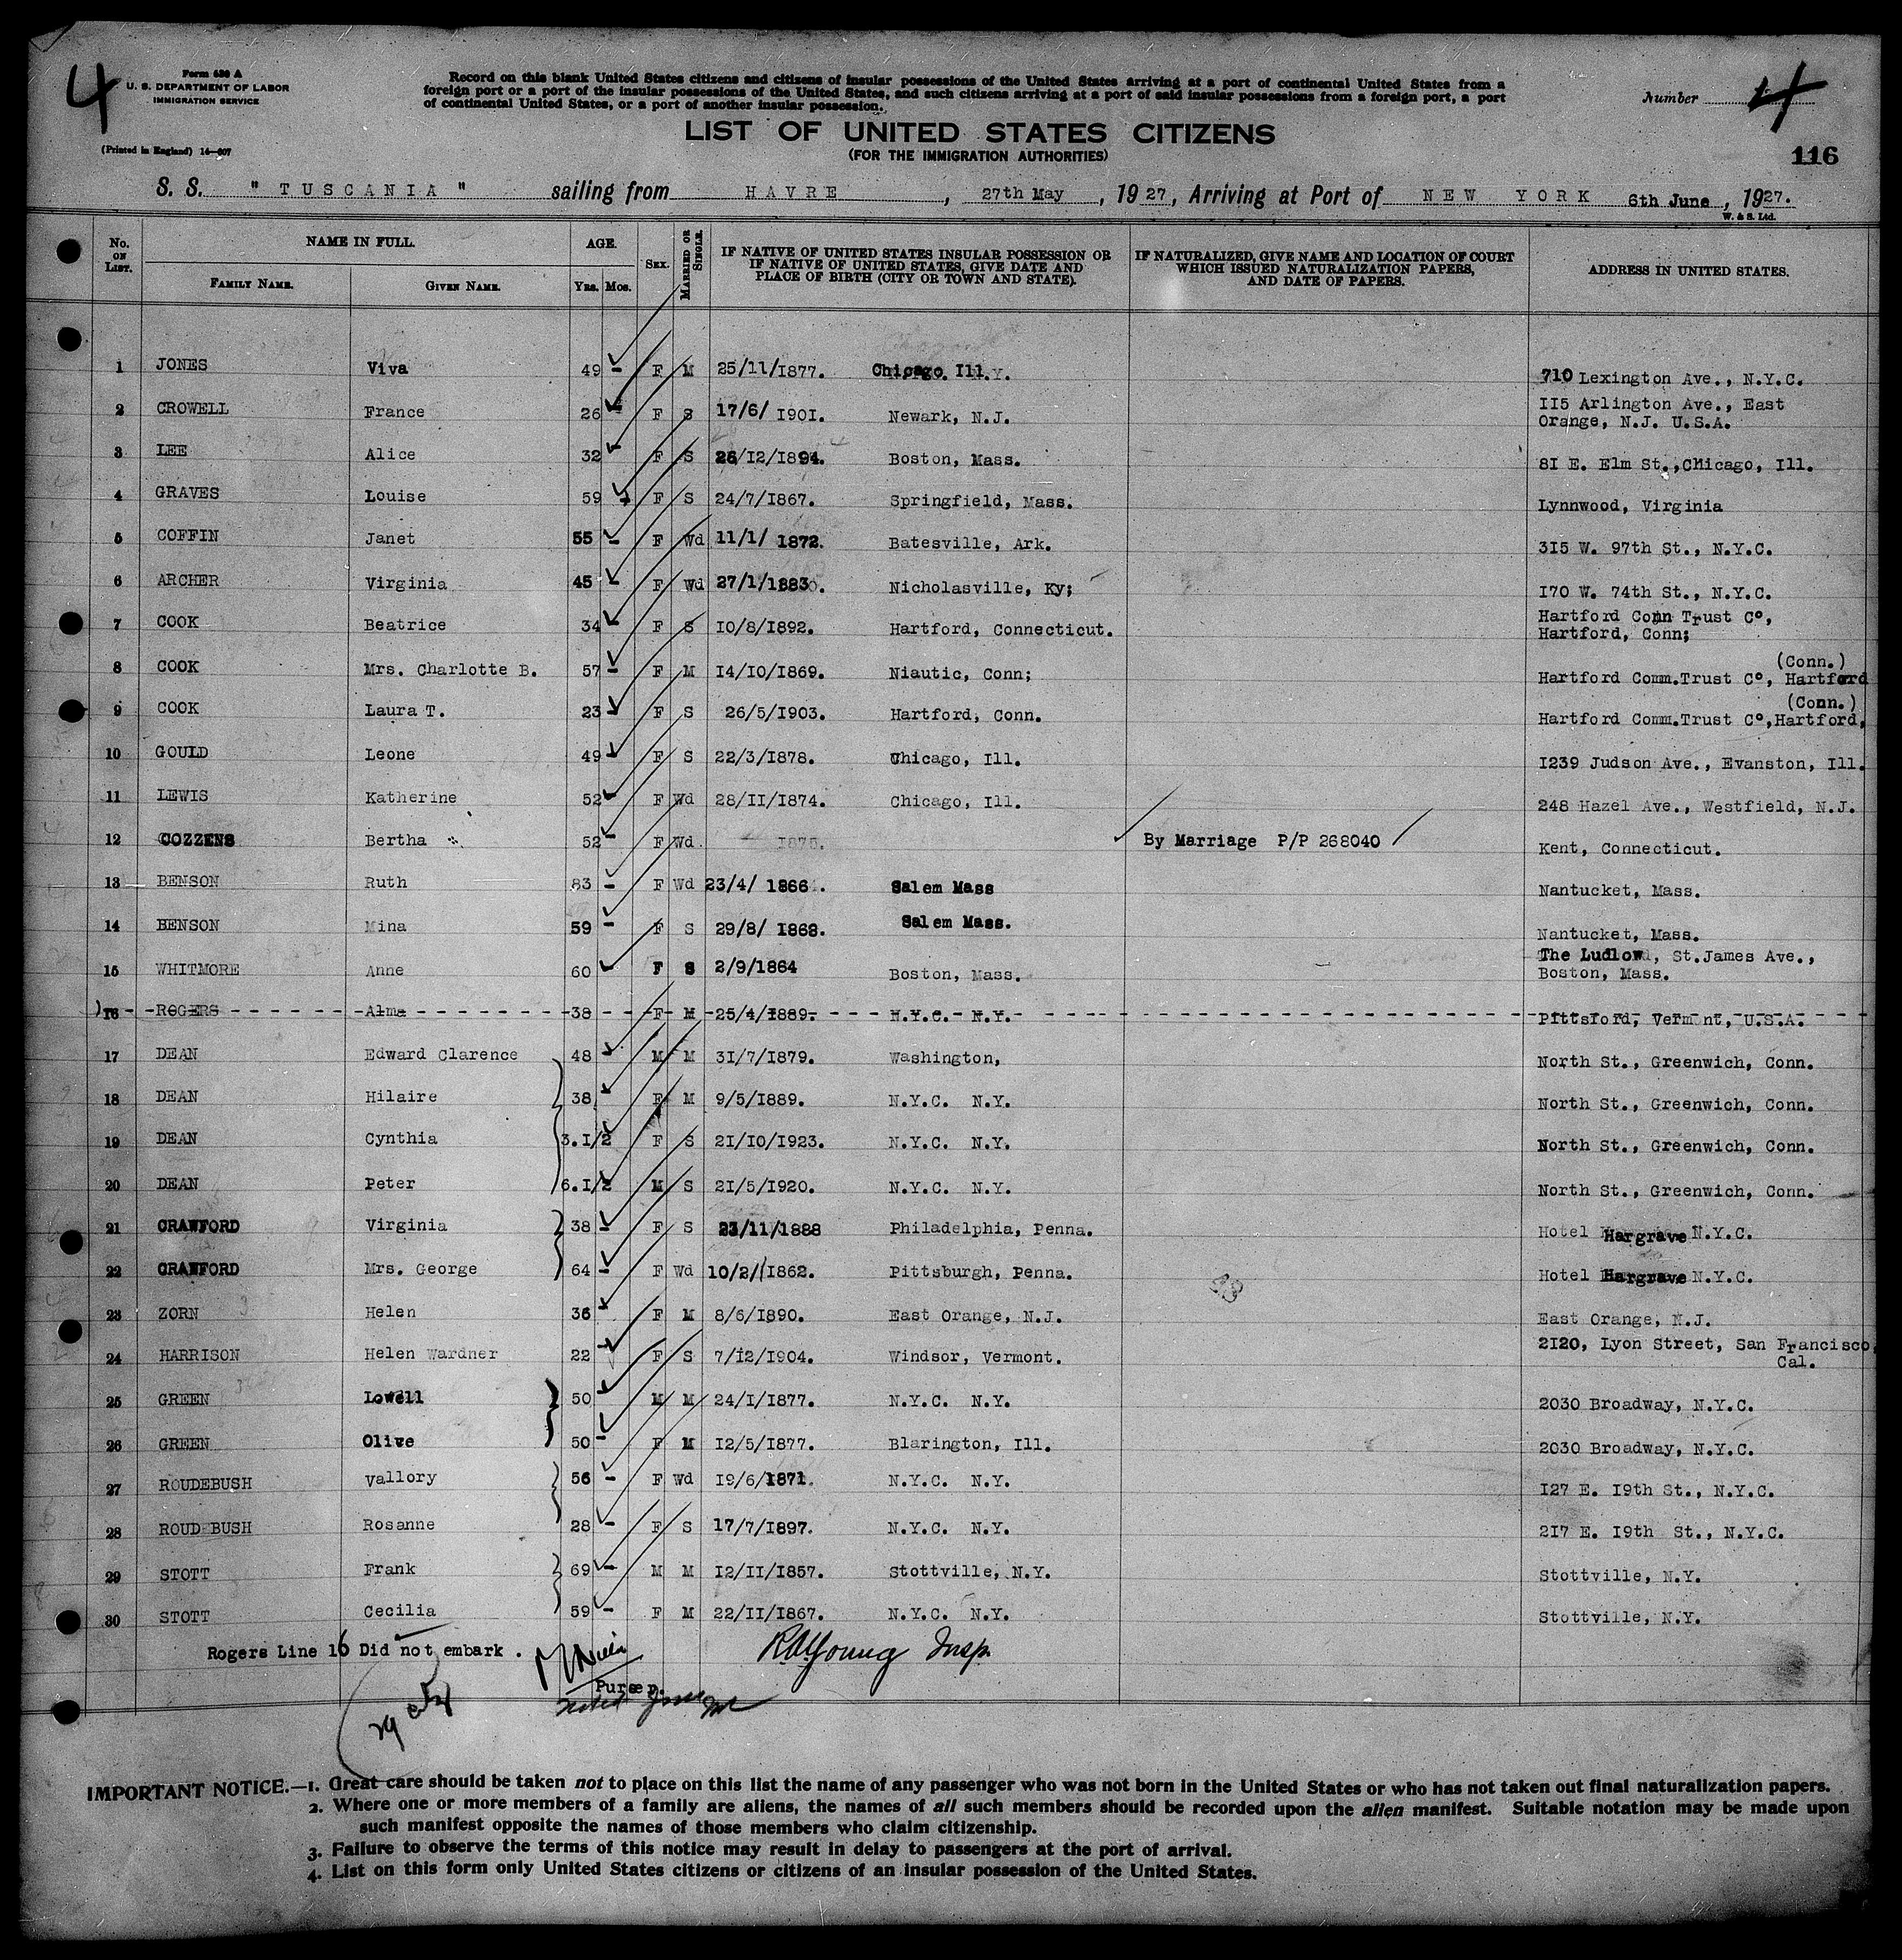 4
Form 630 A
U. S. DEPARTMENT OF LABOR
IMMIGRATION SERVICE
(Printed in England) 14—607
Record on this blank United States citizens and citizens of insular possessions of the United States arriving at a port of continental United States from a
foreign port or a port of the insular possessions of the United States, and such citizens arriving at a port of said insular possessions from a foreign port, a port
of continental United States, or a port of another insular possession.
Number 4
LIST OF UNITED STATES CITIZENS
(FOR THE IMMIGRATION AUTHORITIES)
116
S. S. " TUSCANIA " sailing from HAVRE, 27th May, 1927, Arriving at Port of NEW YORK 6th June, 1927.
W. & S. Ltd.
No. ON LIST. NAME IN FULL. FAMILY NAME. GIVEN NAME. AGE. YRS. MOS. SEX. MARRIED OR SINGLE. IF NATIVE OF UNITED STATES INSULAR POSSESSION OR IF NATIVE OF UNITED STATES, GIVE DATE AND PLACE OF BIRTH (CITY OR TOWN AND STATE). IF NATURALIZED, GIVE NAME AND LOCATION OF COURT WHICH ISSUED NATURALIZATION PAPERS, AND DATE OF PAPERS. ADDRESS IN UNITED STATES.
1 JONES Viva 49 - F M 25/11/1877. Chicago Ill. 710 Lexington Ave., N.Y.C.
2 CROWELL France 26 - F S 17/6/ 1901. Newark, N.J. 115 Arlington Ave., East Orange, N.J. U.S.A.
3 LEE Alice 32 - F S 26/12/1894. Boston, Mass. 81 E. Elm St., Chicago, Ill.
4 GRAVES Louise 59 - F S 24/7/1867. Springfield, Mass. Lynnwood, Virginia
5 COFFIN Janet 55 - F Wd 11/1/ 1872. Batesville, Ark. 315 W. 97th St., N.Y.C.
6 ARCHER Virginia 45 - F Wd 27/1/1883. Nicholasville, Ky; 170 W. 74th St., N.Y.C.
7 COOK Beatrice 34 - F S 10/8/1892. Hartford, Connecticut. Hartford Conn Trust Cº, Hartford, Conn;
8 COOK Mrs. Charlotte B. 57 - F M 14/10/1869. Niautic, Conn; Hartford Comm.Trust Cº, Hartford (Conn.)
9 COOK Laura T. 23 - F S 26/5/1903. Hartford, Conn. Hartford Comm.Trust Cº, Hartford, (Conn.)
10 GOULD Leone 49 - F S 22/3/1878. Chicago, Ill. 1239 Judson Ave., Evanston, Ill.
11 LEWIS Katherine 52 - F Wd 28/11/1874. Chicago, Ill. 248 Hazel Ave., Westfield, N.J.
12 COZZENS Bertha 52 - F Wd 1875. By Marriage P/P 268040 Kent, Connecticut.
13 BENSON Ruth 83 - F Wd 23/4/ 1866. Salem Mass Nantucket, Mass.
14 BENSON Mina 59 - F S 29/8/ 1868. Salem Mass. Nantucket, Mass.
15 WHITMORE Anne 60 - F S 2/9/1864 Boston, Mass. The Ludlow, St.James Ave., Boston, Mass.
16 ROGERS Alma 38 - F M 25/4/1889. N.Y.C. N.Y. Pittsford, Vermont, U.S.A.
17 DEAN Edward Clarence 48 - M M 31/7/1879. Washington, North St., Greenwich, Conn.
18 DEAN Hilaire 38 F M 9/5/1889. N.Y.C. N.Y. North St., Greenwich, Conn.
19 DEAN Cynthia 3.1/2 F S 21/10/1923. N.Y.C. N.Y. North St., Greenwich, Conn.
20 DEAN Peter 6.1/2 M S 21/5/1920. N.Y.C. N.Y. North St., Greenwich, Conn.
21 CRAWFORD Virginia 38 - F S 23/11/1888 Philadelphia, Penna. Hotel Hargrave N.Y.C.
22 CRAWFORD Mrs. George 64 - F Wd 10/2/1862. Pittsburgh, Penna. Hotel Hargrave N.Y.C.
23 ZORN Helen 36 - F M 8/6/1890. East Orange, N.J. East Orange, N.J.
24 HARRISON Helen Wardner 22 F S 7/12/1904. Windsor, Vermont. 2120, Lyon Street, San Francisco, Cal.
25 GREEN Lowell 50 - M M 24/1/1877. N.Y.C. N.Y. 2030 Broadway, N.Y.C.
26 GREEN Olive 50 - F M 12/5/1877. Blarington, Ill. 2030 Broadway, N.Y.C.
27 ROUDEBUSH Vallory 56 - F Wd 19/6/1871. N.Y.C. N.Y. 127 E. 19th St., N.Y.C.
28 ROUD BUSH Rosanne 28 - F S 17/7/1897. N.Y.C. N.Y. 217 E. 19th St., N.Y.C.
29 STOTT Frank 69 - M M 12/11/1857. Stottville, N.Y. Stottville, N.Y.
30 STOTT Cecilia 59 - F M 22/11/1867. N.Y.C. N.Y. Stottville, N.Y.
Rogers Line 16 Did not embark.
Purser.
R.A. Young Insp.
29
IMPORTANT NOTICE.—1. Great care should be taken not to place on this list the name of any passenger who was not born in the United States or who has not taken out final naturalization papers.
2. Where one or more members of a family are aliens, the names of all such members should be recorded upon the alien manifest. Suitable notation may be made upon
such manifest opposite the names of those members who claim citizenship.
3. Failure to observe the terms of this notice may result in delay to passengers at the port of arrival.
4. List on this form only United States citizens or citizens of an insular possession of the United States.